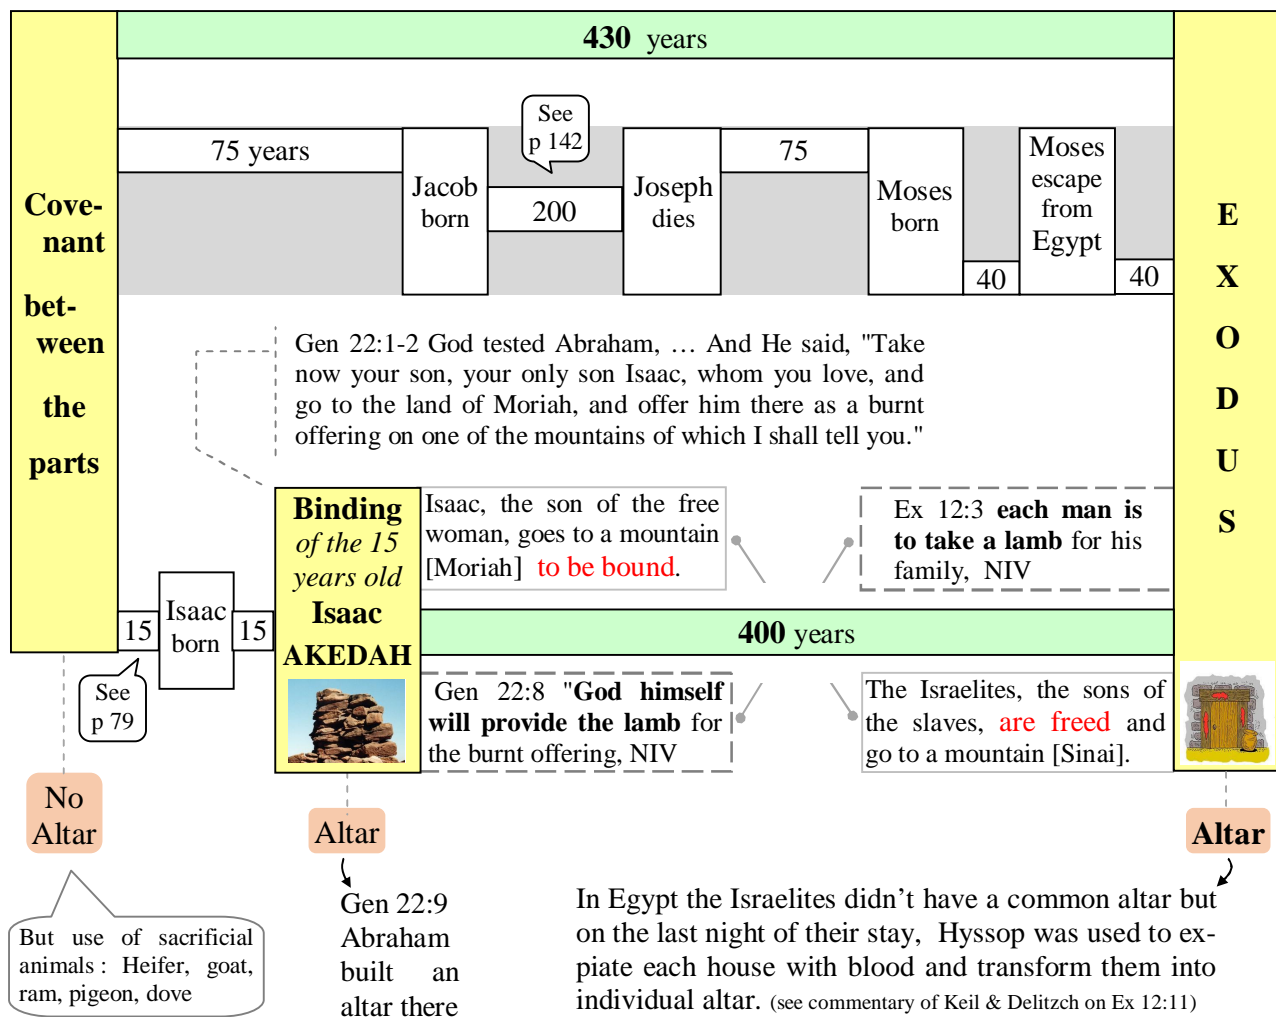 430 years
Cove-
nant
bet-
ween
the
parts
75 years
Jacob
born
See
p 142
200
Joseph
dies
75
Moses
born
40
Moses
escape
from
Egypt
40
E
X
O
D
U
S
Gen 22:1-2 God tested Abraham, … And He said, "Take
now your son, your only son Isaac, whom you love, and
go to the land of Moriah, and offer him there as a burnt
offering on one of the mountains of which I shall tell you."
15
Isaac
born
15
See
p 79
Binding
of the 15
years old
Isaac
AKEDAH
Isaac, the son of the free
woman, goes to a mountain
[Moriah] to be bound.
Ex 12:3 each man is
to take a lamb for his
family, NIV
400 years
Gen 22:8 "God himself
will provide the lamb for
the burnt offering, NIV
The Israelites, the sons of
the slaves, are freed and
go to a mountain [Sinai].
No
Altar
Altar
Altar
But use of sacrificial
animals : Heifer, goat,
ram, pigeon, dove
Gen 22:9
Abraham
built an
altar there
In Egypt the Israelites didn’t have a common altar but
on the last night of their stay, Hyssop was used to ex-
piate each house with blood and transform them into
individual altar. (see commentary of Keil & Delitzch on Ex 12:11)